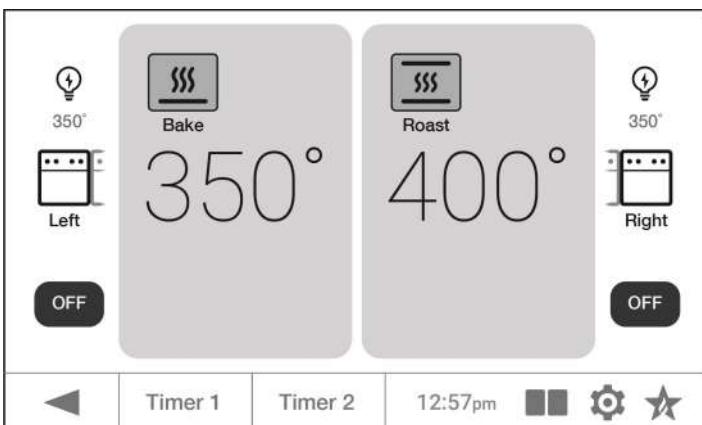 350°
Left
OFF
Bake
350°
Roast
400°
350°
Right
OFF
Timer 1
Timer 2
12:57pm